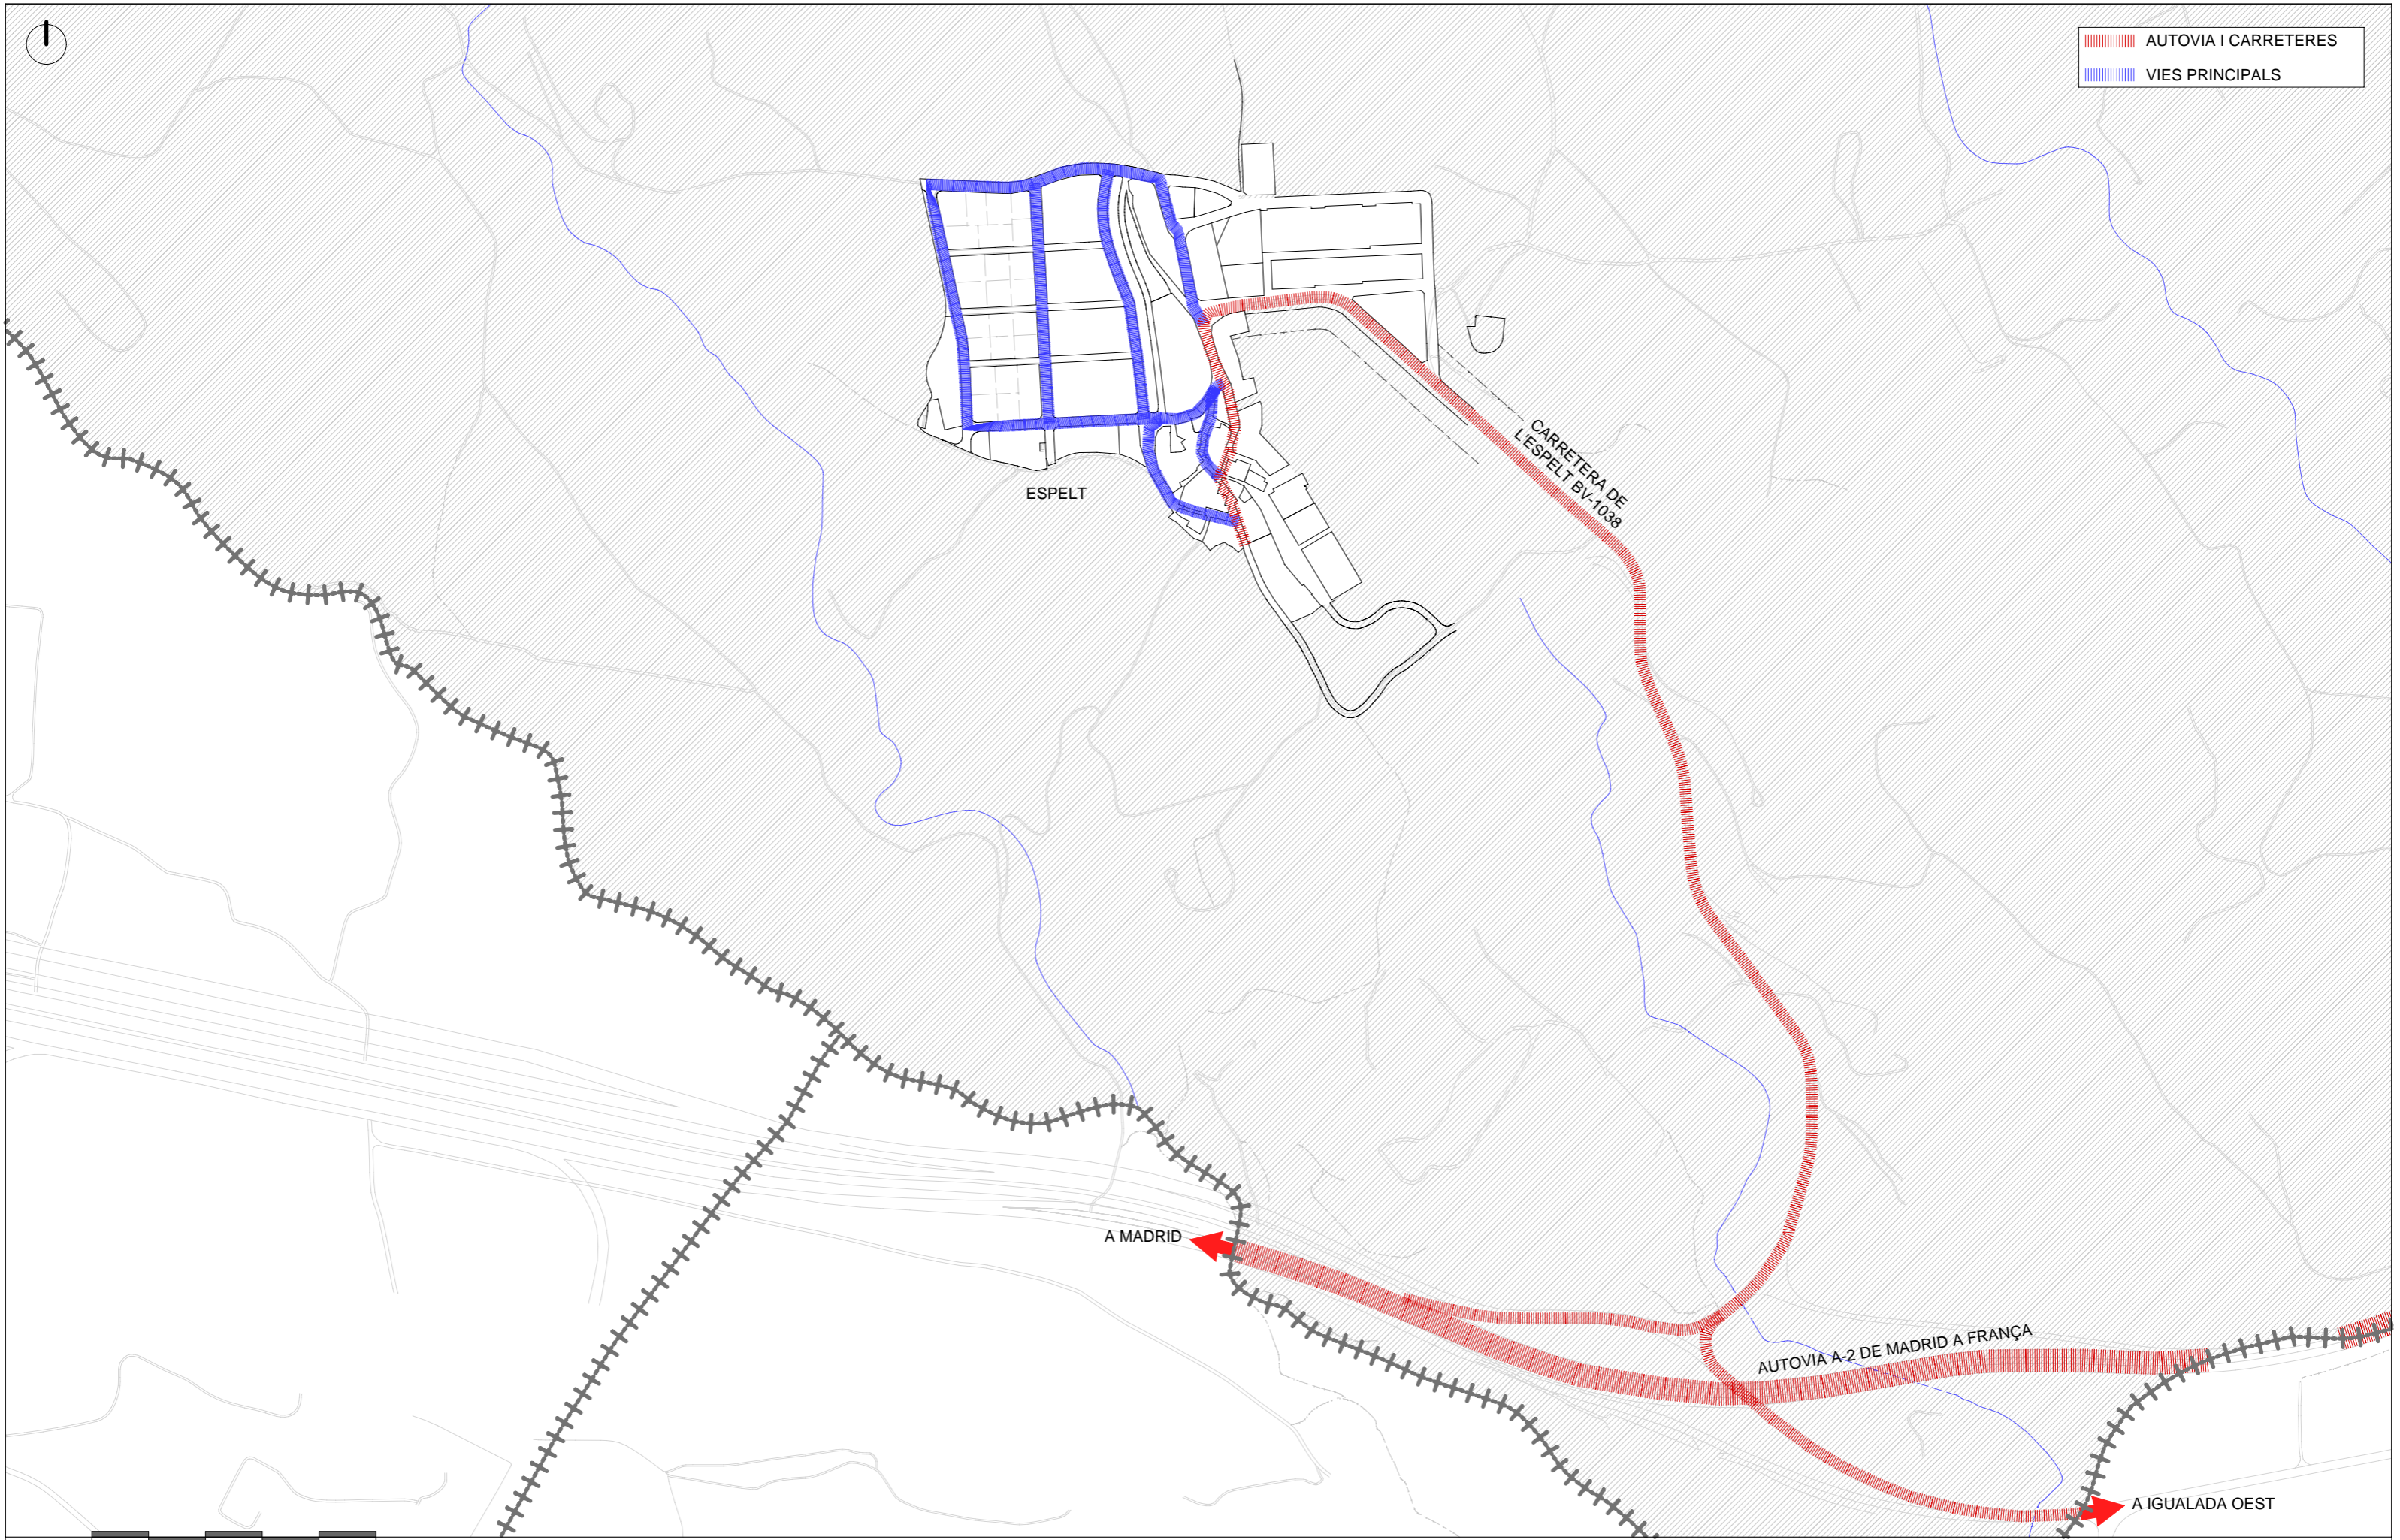 AUTOVIA I CARRETERES
VIES PRINCIPALS
CARRETERA DE
L'ESPELT BV-1038
ESPELT
A MADRID
AUTOVIA A-2 DE MADRID A FRANÇA
A IGUALADA OEST